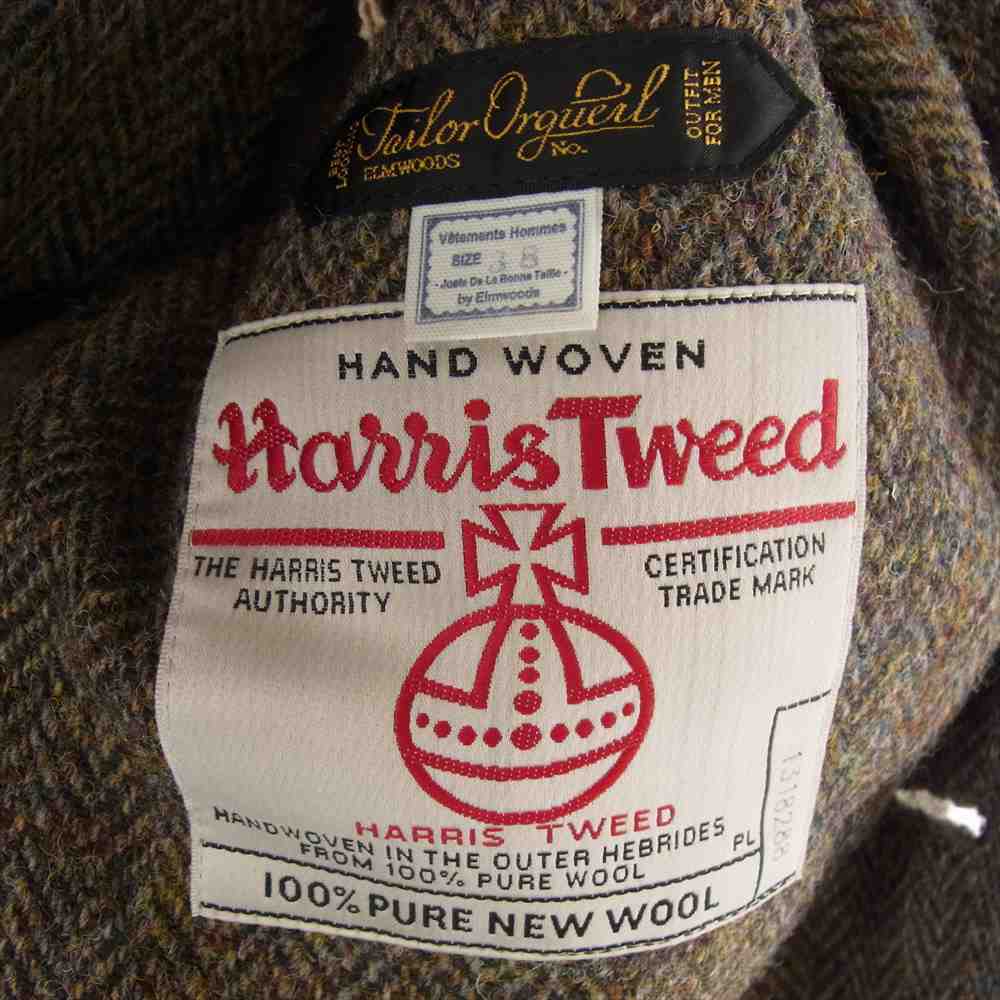 Tailor Orgueil
ELMWOODS
No.
OUTFIT
FOR MEN
Vêtements Hommes
SIZE 38
- Joste De La Bonne Taille -
by Elmwoods
HAND WOVEN
Harris Tweed
THE HARRIS TWEED
AUTHORITY
CERTIFICATION
TRADE MARK
HARRIS TWEED
HANDWOVEN IN THE OUTER HEBRIDES
FROM 100% PURE WOOL
PL
1318266
100% PURE NEW WOOL